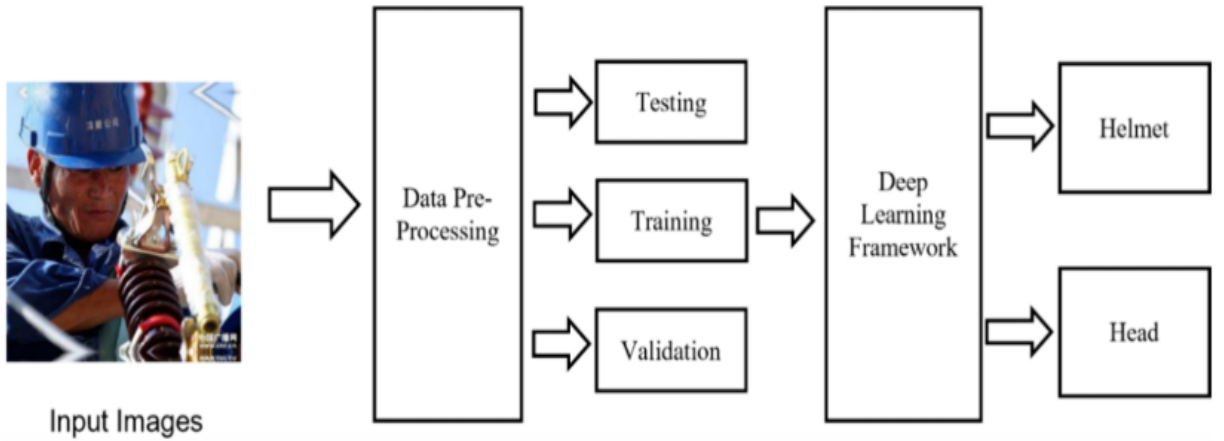 Testing
Helmet
Data Pre-
Processing
Training
Deep
Learning
Framework
Validation
Head
Input Images